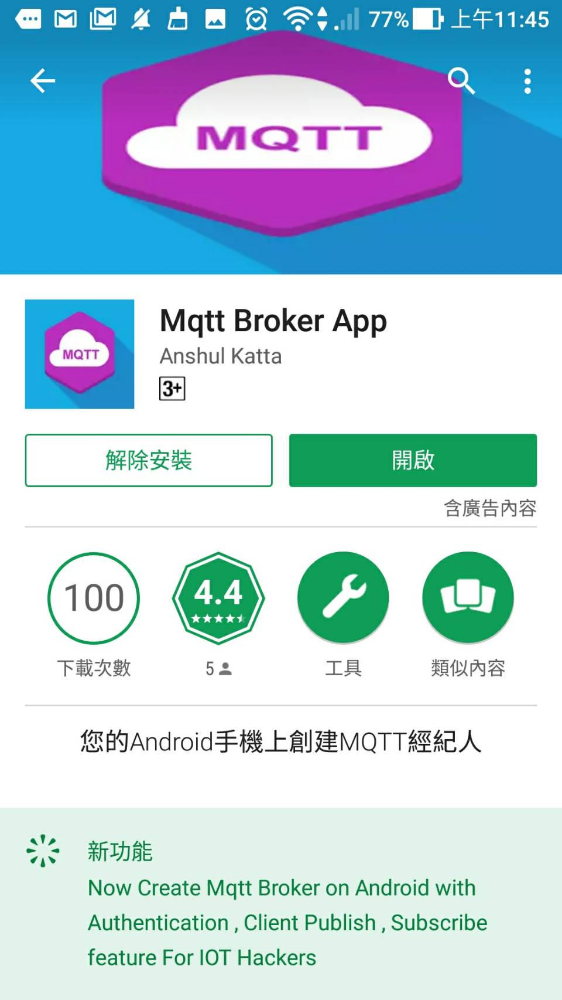 77% 上午11:45
MQTT
MQTT
Mqtt Broker App
Anshul Katta
3+
解除安裝
開啟
含廣告內容
100
4.4
下載次數
5
工具
類似內容
您的Android手機上創建MQTT經紀人
新功能
Now Create Mqtt Broker on Android with
Authentication , Client Publish , Subscribe
feature For IOT Hackers